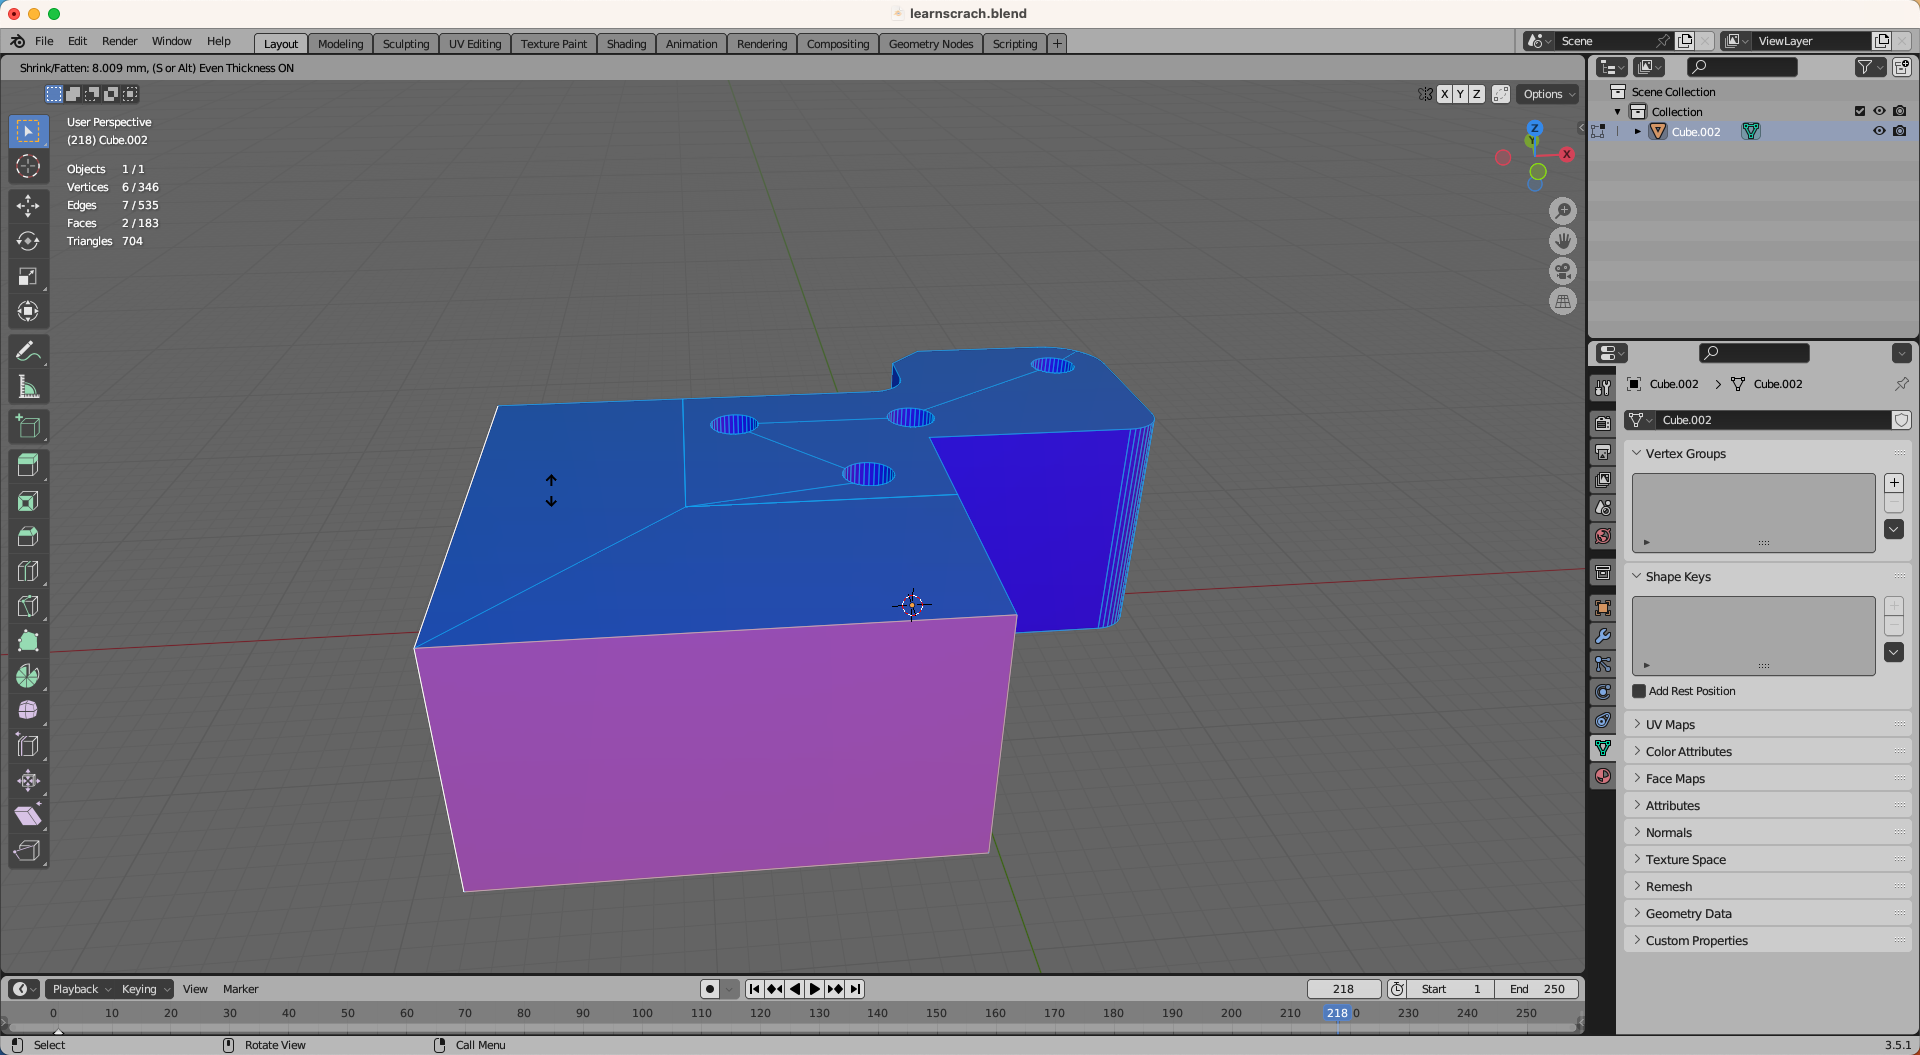 learnscrach.blend
File Edit Render Window Help Layout Modeling Sculpting UV Editing Texture Paint Shading Animation Rendering Compositing Geometry Nodes Scripting + Scene ViewLayer
Shrink/Fatten: 8.009 mm, (S or Alt) Even Thickness ON
X Y Z Options
User Perspective
(218) Cube.002
Objects 1 / 1
Vertices 6 / 346
Edges 7 / 535
Faces 2 / 183
Triangles 704
Z
Y
X
Scene Collection
Collection
Cube.002
Cube.002 > Cube.002
Cube.002
Vertex Groups
Shape Keys
Add Rest Position
UV Maps
Color Attributes
Face Maps
Attributes
Normals
Texture Space
Remesh
Geometry Data
Custom Properties
Playback Keying View Marker 218 Start 1 End 250
0 10 20 30 40 50 60 70 80 90 100 110 120 130 140 150 160 170 180 190 200 210 218 0 230 240 250
Select Rotate View Call Menu 3.5.1